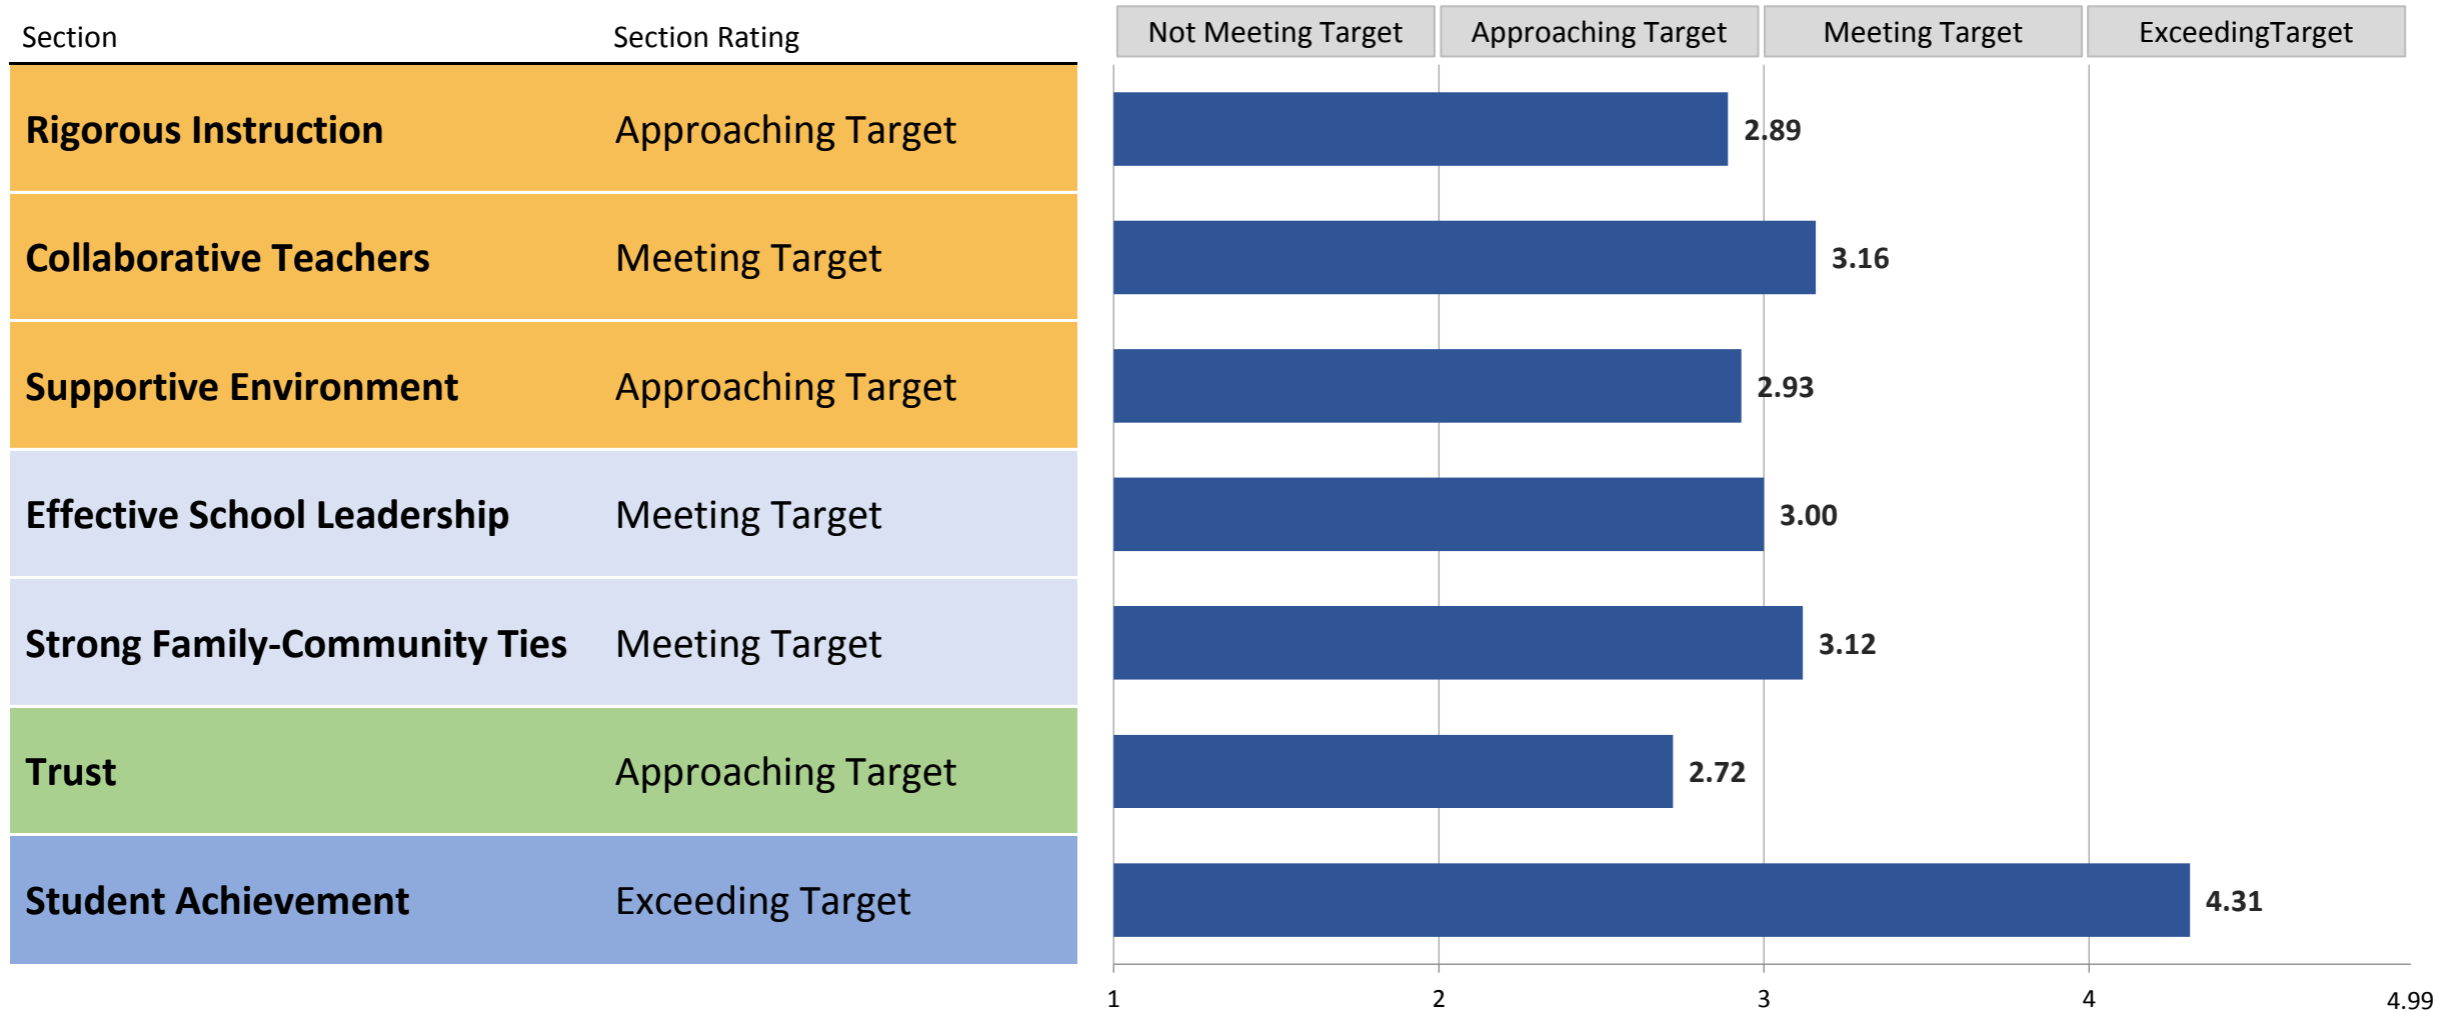 Section Section Rating Not Meeting Target Approaching Target Meeting Target ExceedingTarget
Rigorous Instruction Approaching Target 2.89
Collaborative Teachers Meeting Target 3.16
Supportive Environment Approaching Target 2.93
Effective School Leadership Meeting Target 3.00
Strong Family-Community Ties Meeting Target 3.12
Trust Approaching Target 2.72
Student Achievement Exceeding Target 4.31
1 2 3 4 4.99